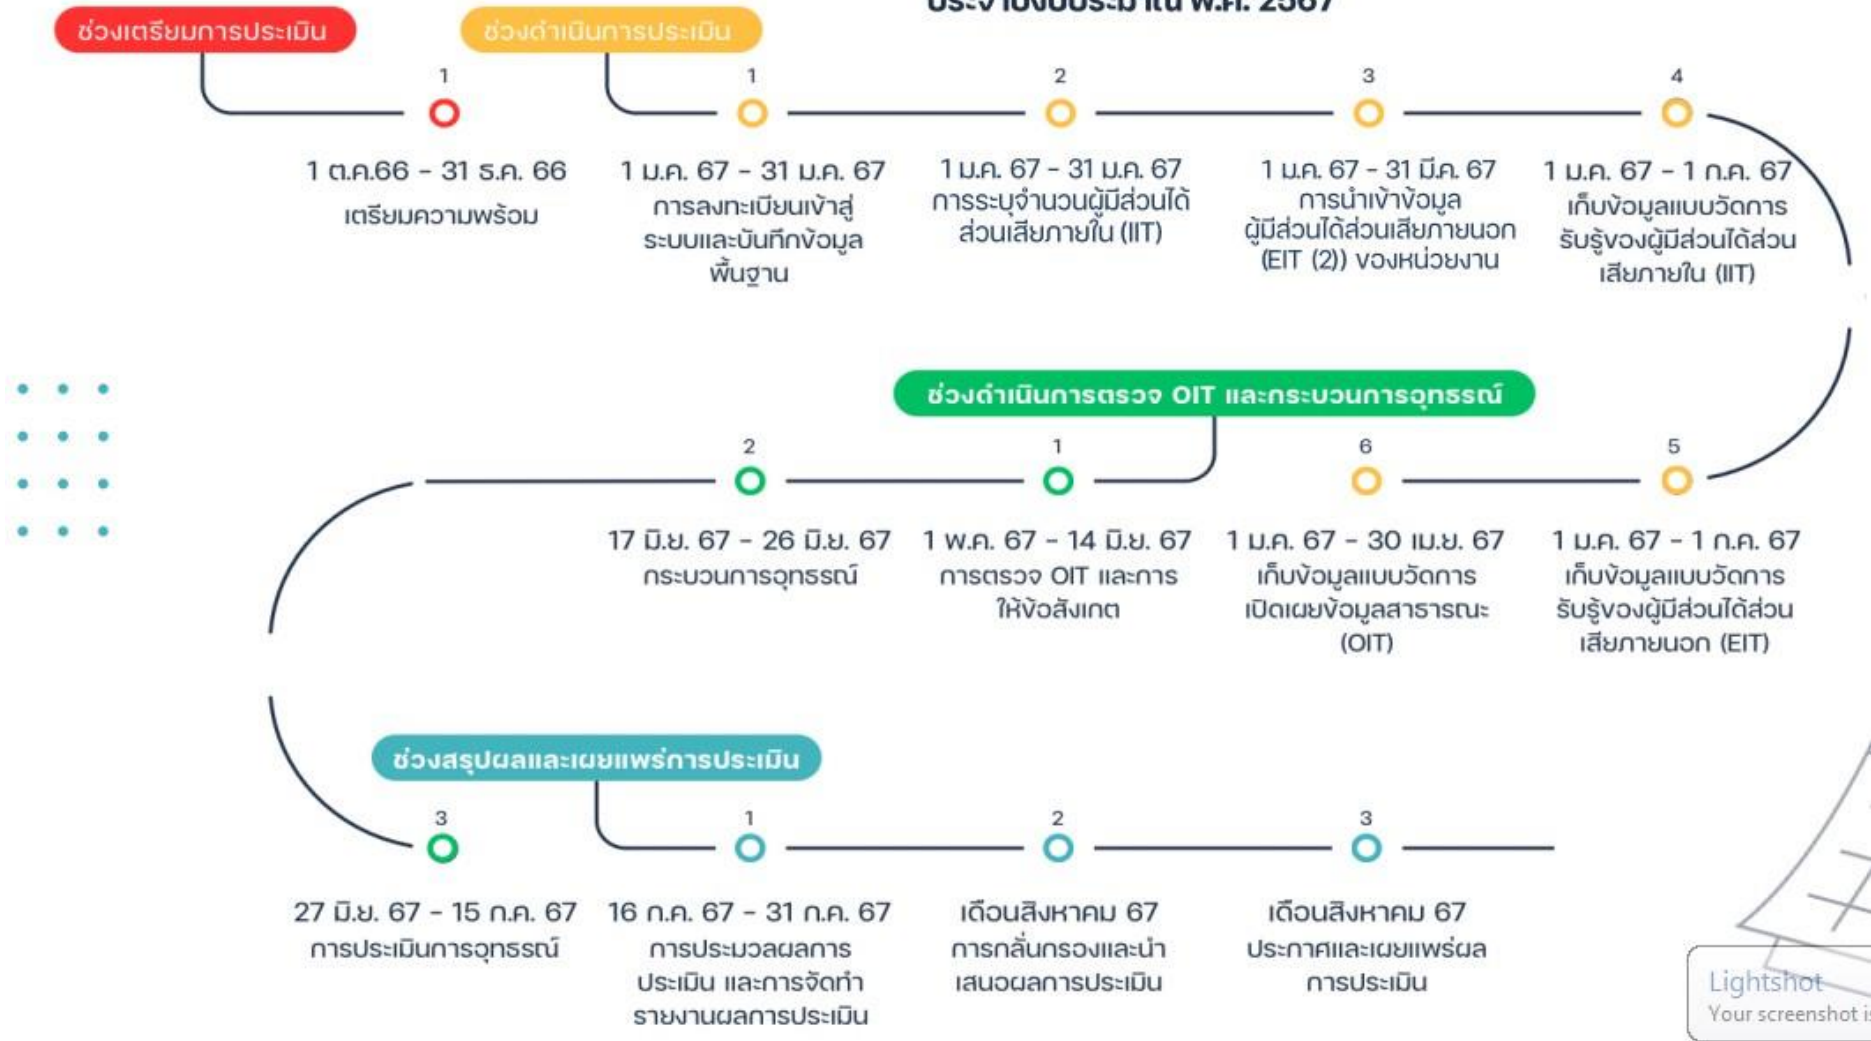 ประจำปีงบประมาณ พ.ศ. 2567
ช่วงเตรียมการประเมิน
1
1 ต.ค.66 - 31 ธ.ค. 66
เตรียมความพร้อม
ช่วงดำเนินการประเมิน
1
1 ม.ค. 67 - 31 ม.ค. 67
การลงทะเบียนเข้าสู่
ระบบและบันทึกข้อมูล
พื้นฐาน
2
1 ม.ค. 67 - 31 ม.ค. 67
การระบุจำนวนผู้มีส่วนได้
ส่วนเสียภายใน (IIT)
3
1 ม.ค. 67 - 31 มี.ค. 67
การนำเข้าข้อมูล
ผู้มีส่วนได้ส่วนเสียภายนอก
(EIT (2)) ของหน่วยงาน
4
1 ม.ค. 67 - 1 ก.ค. 67
เก็บข้อมูลแบบวัดการ
รับรู้ของผู้มีส่วนได้ส่วน
เสียภายใน (IIT)
5
1 ม.ค. 67 - 1 ก.ค. 67
เก็บข้อมูลแบบวัดการ
รับรู้ของผู้มีส่วนได้ส่วน
เสียภายนอก (EIT)
6
1 ม.ค. 67 - 30 เม.ย. 67
เก็บข้อมูลแบบวัดการ
เปิดเผยข้อมูลสาธารณะ
(OIT)
ช่วงดำเนินการตรวจ OIT และกระบวนการอุทธรณ์
1
1 พ.ค. 67 - 14 มิ.ย. 67
การตรวจ OIT และการ
ให้ข้อสังเกต
2
17 มิ.ย. 67 - 26 มิ.ย. 67
กระบวนการอุทธรณ์
3
27 มิ.ย. 67 - 15 ก.ค. 67
การประเมินการอุทธรณ์
ช่วงสรุปผลและเผยแพร่การประเมิน
1
16 ก.ค. 67 - 31 ก.ค. 67
การประมวลผลการ
ประเมิน และการจัดทำ
รายงานผลการประเมิน
2
เดือนสิงหาคม 67
การกลั่นกรองและนำ
เสนอผลการประเมิน
3
เดือนสิงหาคม 67
ประกาศและเผยแพร่ผล
การประเมิน
Lightshot
Your screenshot is